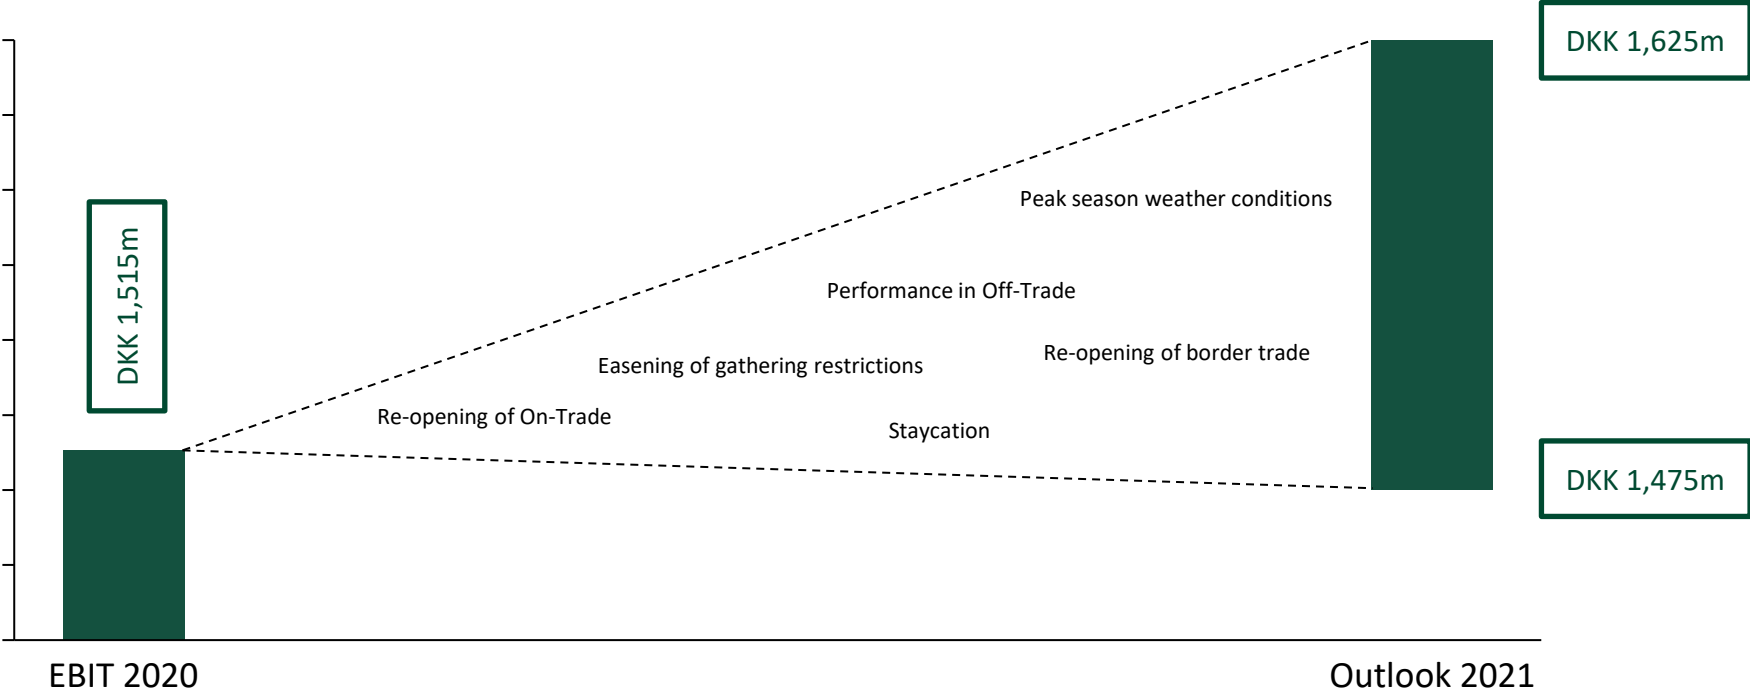 DKK 1,625m
Peak season weather conditions
DKK 1,515m
Performance in Off-Trade
Re-opening of border trade
Easening of gathering restrictions
Re-opening of On-Trade
Staycation
DKK 1,475m
EBIT 2020
Outlook 2021